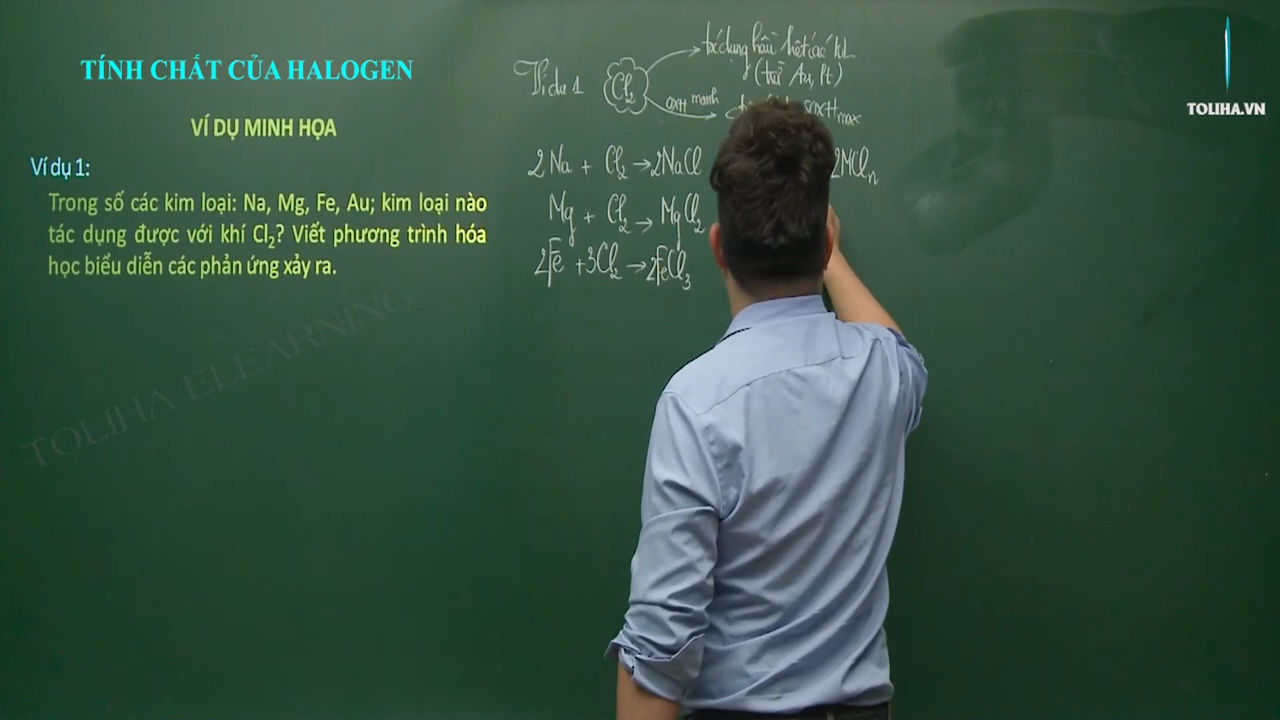 TÍNH CHẤT CỦA HALOGEN
VÍ DỤ MINH HỌA
Ví dụ 1:
Trong số các kim loại: Na, Mg, Fe, Au; kim loại nào
tác dụng được với khí Cl₂? Viết phương trình hóa
học biểu diễn các phản ứng xảy ra.
TOLIHA ELEARNING
TOLIHA.VN
Ví dụ 1 Cl₂
tác dụng hầu hết các KL
(trừ Au, Pt)
OXH mạnh SOXH max
2Na + Cl₂ → 2NaCl
2MClₙ
Mg + Cl₂ → MgCl₂
2Fe + 3Cl₂ → 2FeCl₃